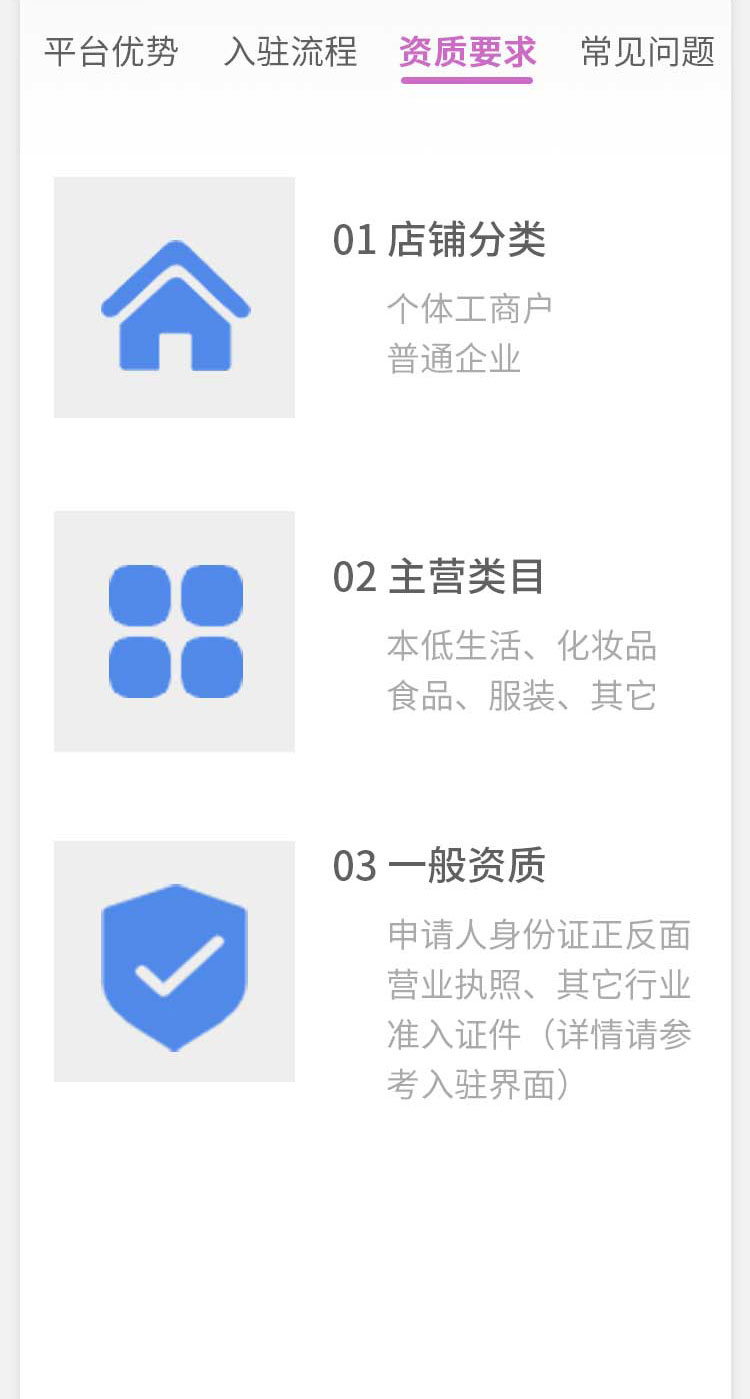 平台优势 入驻流程 资质要求 常见问题
01 店铺分类
个体工商户
普通企业
02 主营类目
本低生活、化妆品
食品、服装、其它
03 一般资质
申请人身份证正反面
营业执照、其它行业
准入证件（详情请参
考入驻界面）